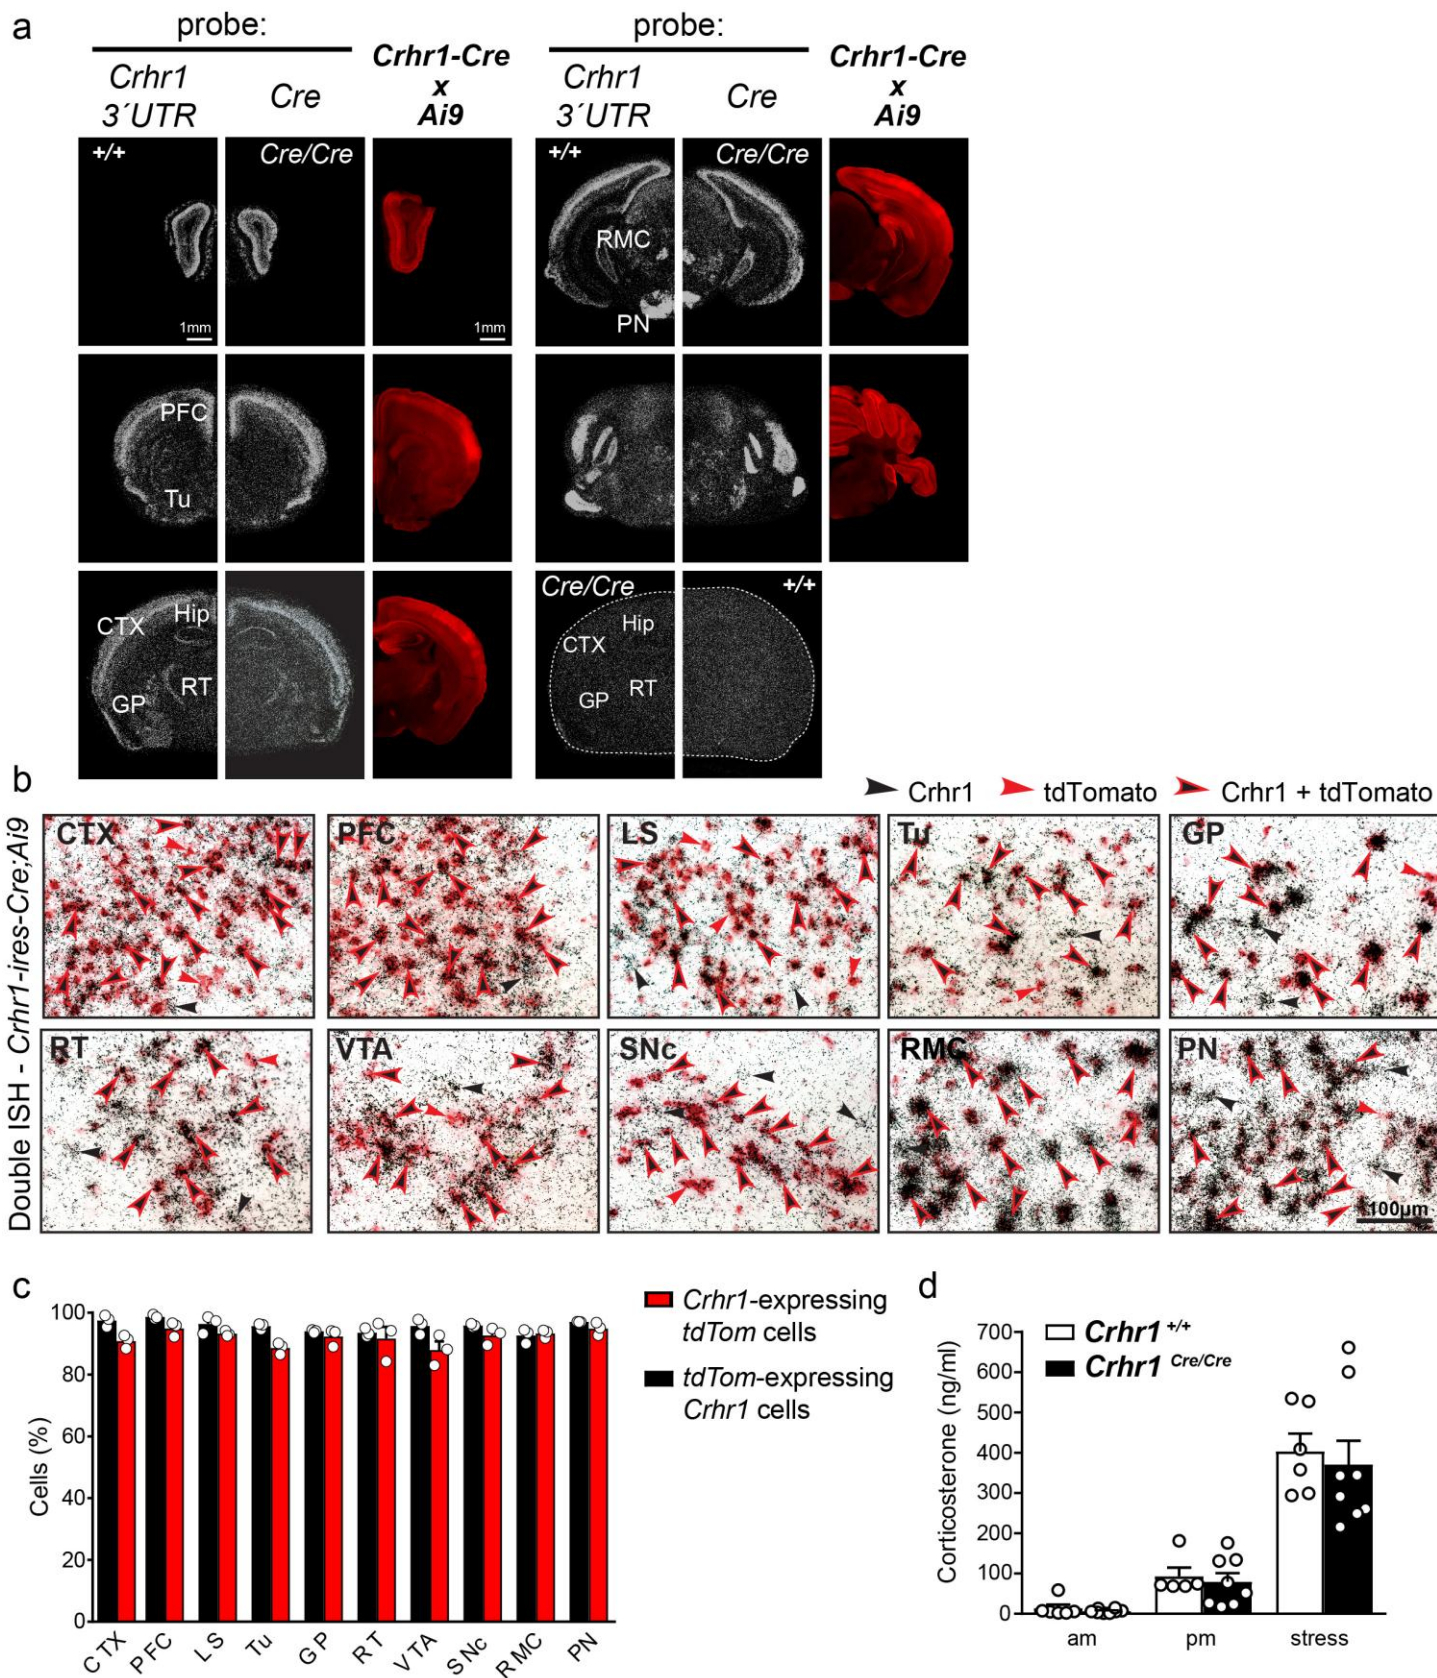 a
probe:
Crhr1
3´UTR
Cre
Crhr1-Cre
x
Ai9
probe:
Crhr1
3´UTR
Cre
Crhr1-Cre
x
Ai9
+/+
Cre/Cre
1mm
1mm
+/+
Cre/Cre
RMC
PN
PFC
Tu
CTX
Hip
RT
GP
Cre/Cre
+/+
Hip
CTX
RT
GP
b
Crhr1
tdTomato
Crhr1 + tdTomato
Double ISH - Crhr1-ires-Cre;Ai9
CTX
PFC
LS
Tu
GP
RT
VTA
SNc
RMC
PN
100µm
c
Cells (%)
100
80
60
40
20
0
CTX
PFC
LS
Tu
GP
RT
VTA
SNc
RMC
PN
Crhr1-expressing
tdTom cells
tdTom-expressing
Crhr1 cells
d
Corticosterone (ng/ml)
700
600
500
400
300
200
100
0
Crhr1 +/+
Crhr1 Cre/Cre
am
pm
stress